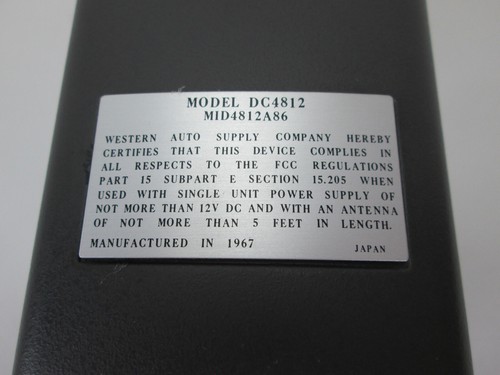 MODEL DC4812
MID4812A86
WESTERN AUTO SUPPLY COMPANY HEREBY
CERTIFIES THAT THIS DEVICE COMPLIES IN
ALL RESPECTS TO THE FCC REGULATIONS
PART 15 SUBPART E SECTION 15.205 WHEN
USED WITH SINGLE UNIT POWER SUPPLY OF
NOT MORE THAN 12V DC AND WITH AN ANTENNA
OF NOT MORE THAN 5 FEET IN LENGTH.
MANUFACTURED IN 1967 JAPAN